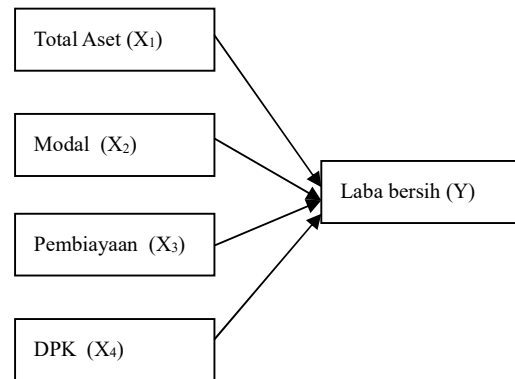 Total Aset (X₁)
Modal (X₂)
Laba bersih (Y)
Pembiayaan (X₃)
DPK (X₄)